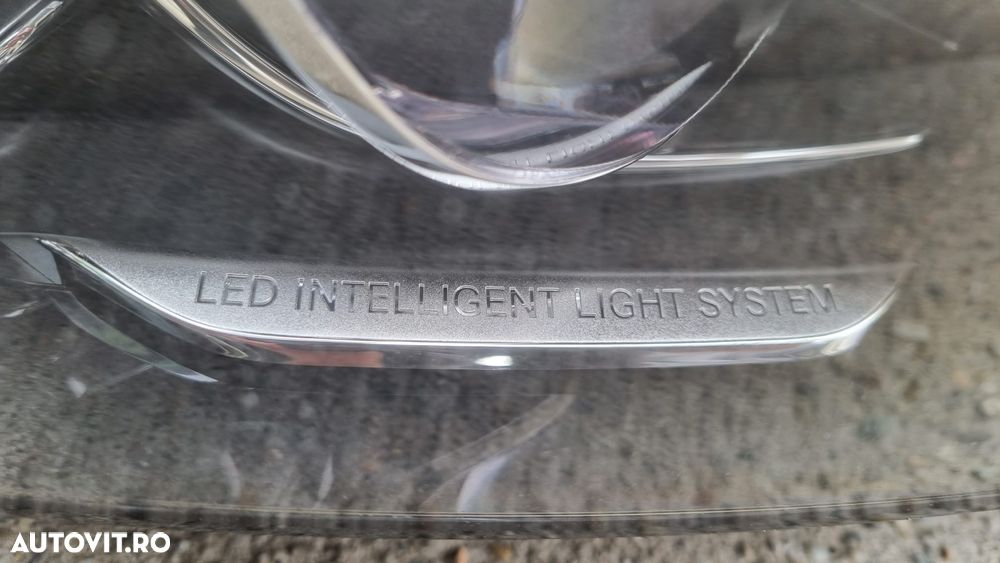 LED INTELLIGENT LIGHT SYSTEM
AUTOVIT.RO